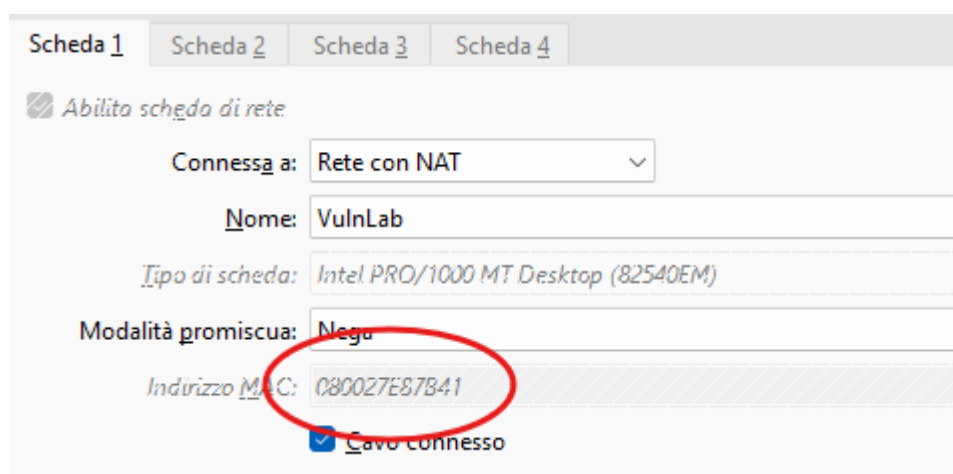 Scheda 1 Scheda 2 Scheda 3 Scheda 4
Abilita scheda di rete
Connessa a: Rete con NAT
Nome: VulnLab
Tipo di scheda: Intel PRO/1000 MT Desktop (82540EM)
Modalità promiscua: Nega
Indirizzo MAC: 080027E87B41
Cavo connesso